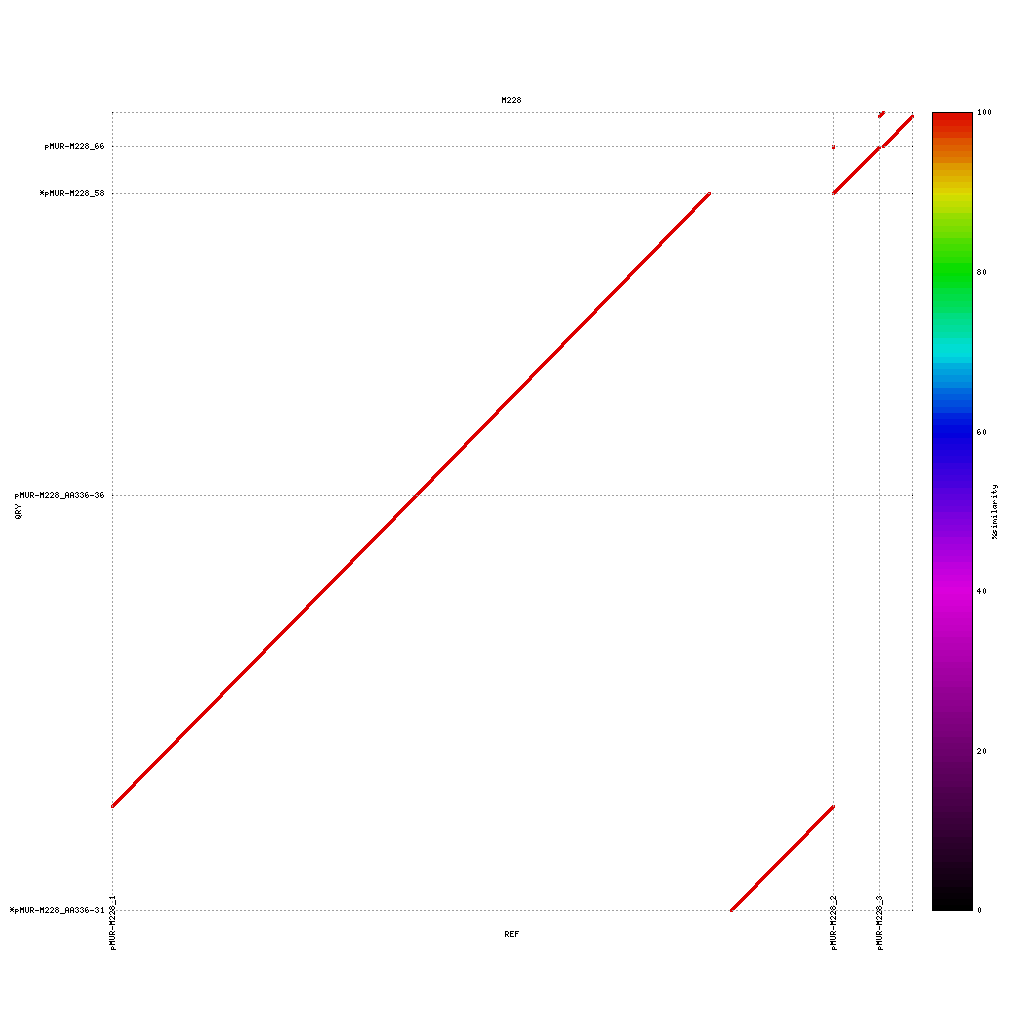 M228
100
pMUR-M228_66
*pMUR-M228_58
80
60
pMUR-M228_AA336-36
QRY
%similarity
40
20
*pMUR-M228_AA336-31
0
pMUR-M228_1
pMUR-M228_2
pMUR-M228_3
REF